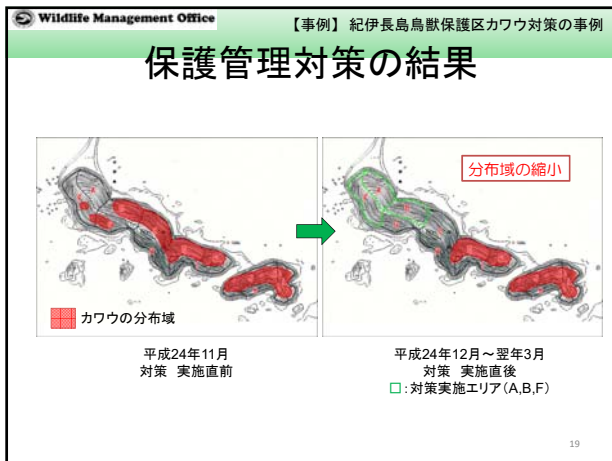 Wildlife Management Office
【事例】 紀伊長島鳥獣保護区カワウ対策の事例
保護管理対策の結果
分布域の縮小
カワウの分布域
平成24年11月
対策 実施直前
平成24年12月~翌年3月
対策 実施直後
□:対策実施エリア(A,B,F)
19